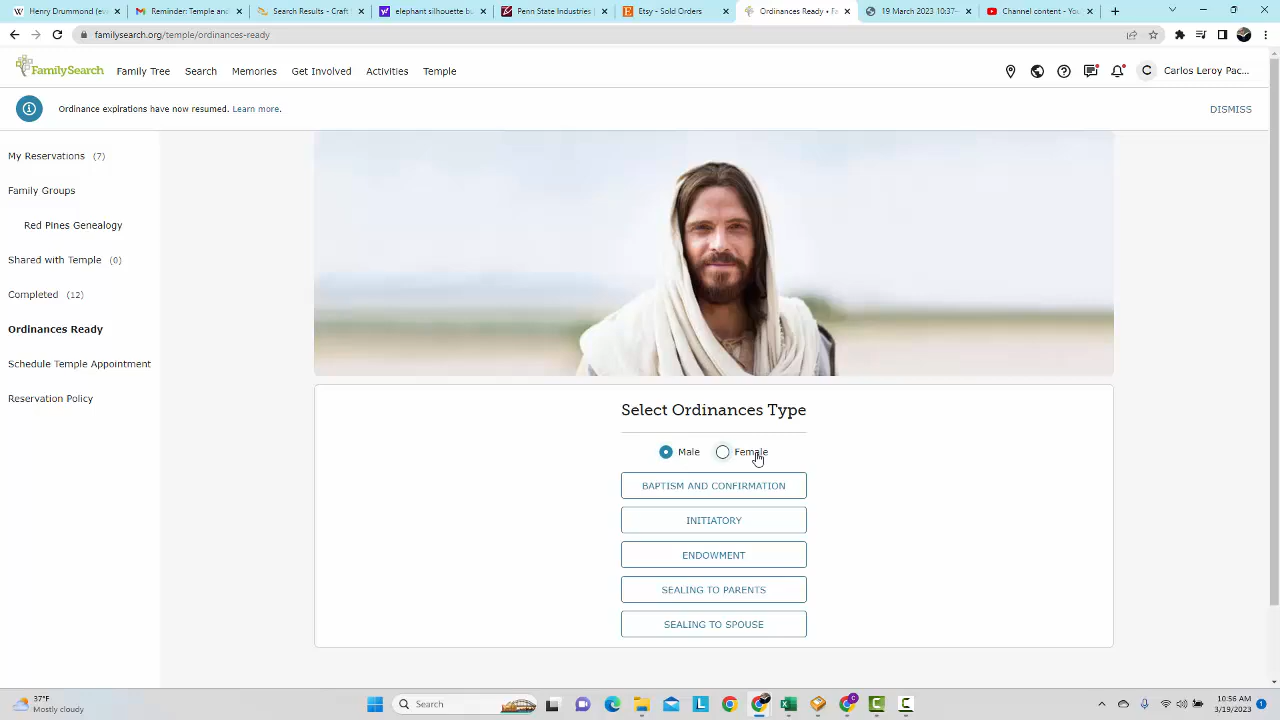 Written by Henry Drummond (ex
Reminder: Temple and
Search Results - Craft S
elephant silhouette b
Penn State Industries
Etsy - Sold Orders
Ordinances Ready • Fa
19 March 2023 10:37-
Channel content - You
familysearch.org/temple/ordinances-ready
FamilySearch
Family Tree
Search
Memories
Get Involved
Activities
Temple
C
Carlos Leroy Pac...
Ordinance expirations have now resumed. Learn more.
DISMISS
My Reservations (7)
Family Groups
Red Pines Genealogy
Shared with Temple (0)
Completed (12)
Ordinances Ready
Schedule Temple Appointment
Reservation Policy
Select Ordinances Type
Male
Female
BAPTISM AND CONFIRMATION
INITIATORY
ENDOWMENT
SEALING TO PARENTS
SEALING TO SPOUSE
37°F
Mostly cloudy
Search
10:56 AM
3/19/2023